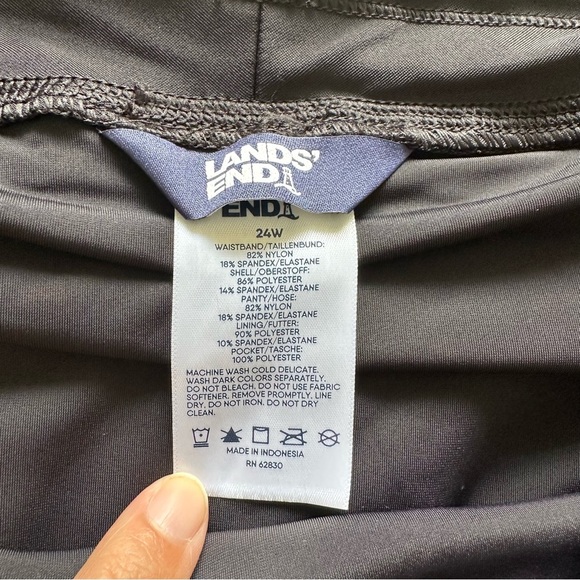 LANDS'
END
END
24W
WAISTBAND/TAILLENBUND:
82% NYLON
18% SPANDEX/ELASTANE
SHELL/OBERSTOFF:
86% POLYESTER
14% SPANDEX/ELASTANE
PANTY/HOSE:
82% NYLON
18% SPANDEX/ELASTANE
LINING/FUTTER:
90% POLYESTER
10% SPANDEX/ELASTANE
POCKET/TASCHE:
100% POLYESTER
MACHINE WASH COLD DELICATE.
WASH DARK COLORS SEPARATELY.
DO NOT BLEACH. DO NOT USE FABRIC
SOFTENER. REMOVE PROMPTLY. LINE
DRY. DO NOT IRON. DO NOT DRY
CLEAN.
MADE IN INDONESIA
RN 62830